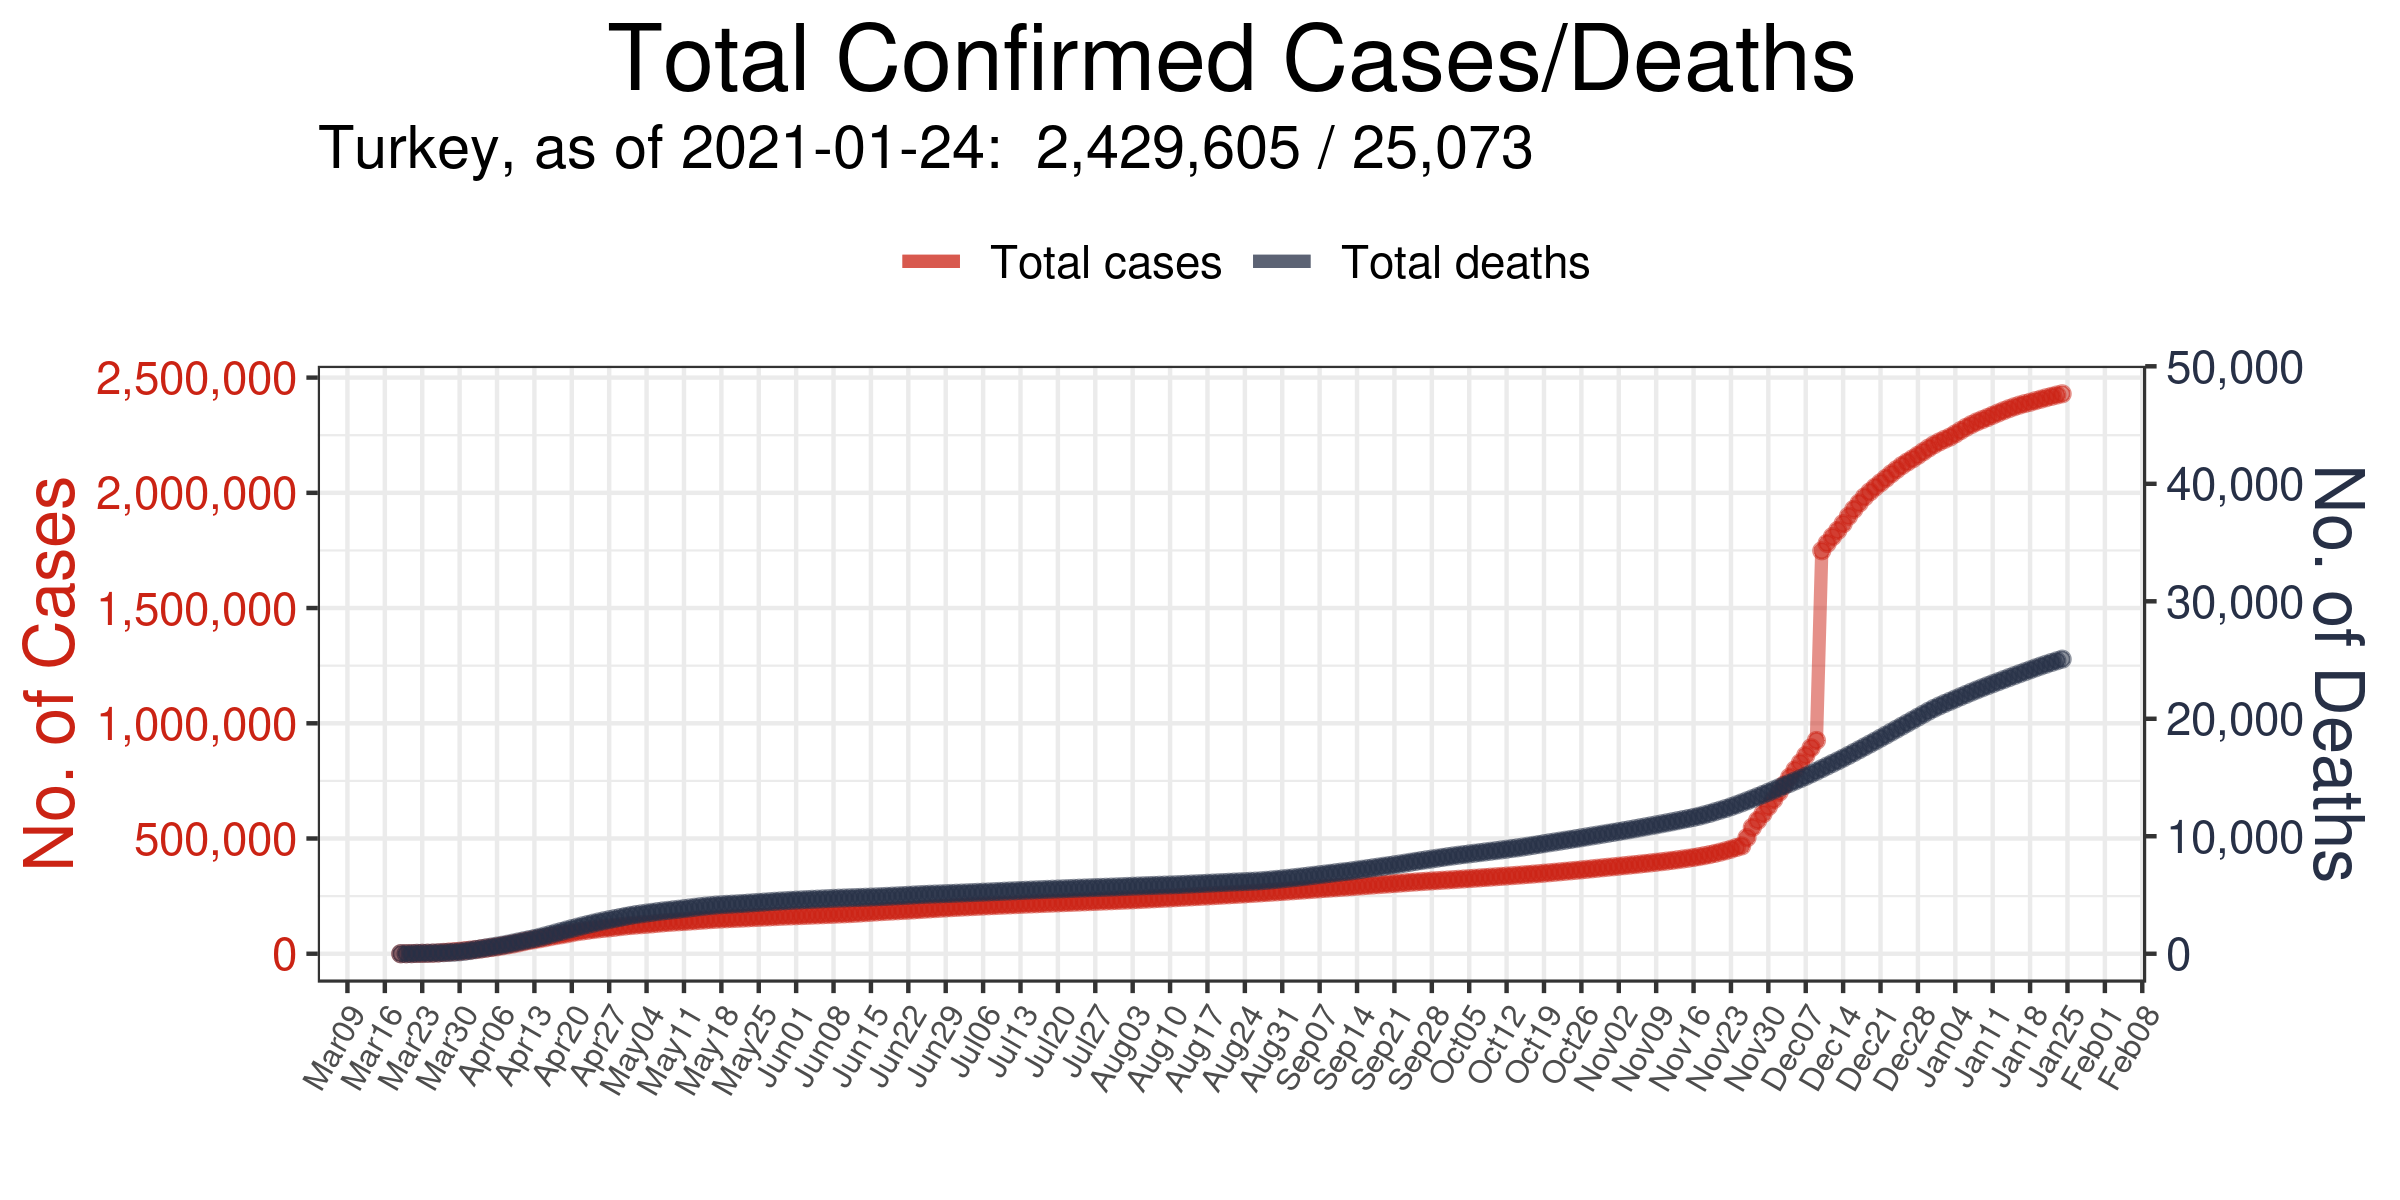 Total Confirmed Cases/Deaths
Turkey, as of 2021-01-24:  2,429,605 / 25,073
Total cases
Total deaths
No. of Cases
2,500,000
2,000,000
1,500,000
1,000,000
500,000
0
50,000
40,000
30,000
20,000
10,000
0
No. of Deaths
Mar09
Mar16
Mar23
Mar30
Apr06
Apr13
Apr20
Apr27
May04
May11
May18
May25
Jun01
Jun08
Jun15
Jun22
Jun29
Jul06
Jul13
Jul20
Jul27
Aug03
Aug10
Aug17
Aug24
Aug31
Sep07
Sep14
Sep21
Sep28
Oct05
Oct12
Oct19
Oct26
Nov02
Nov09
Nov16
Nov23
Nov30
Dec07
Dec14
Dec21
Dec28
Jan04
Jan11
Jan18
Jan25
Feb01
Feb08